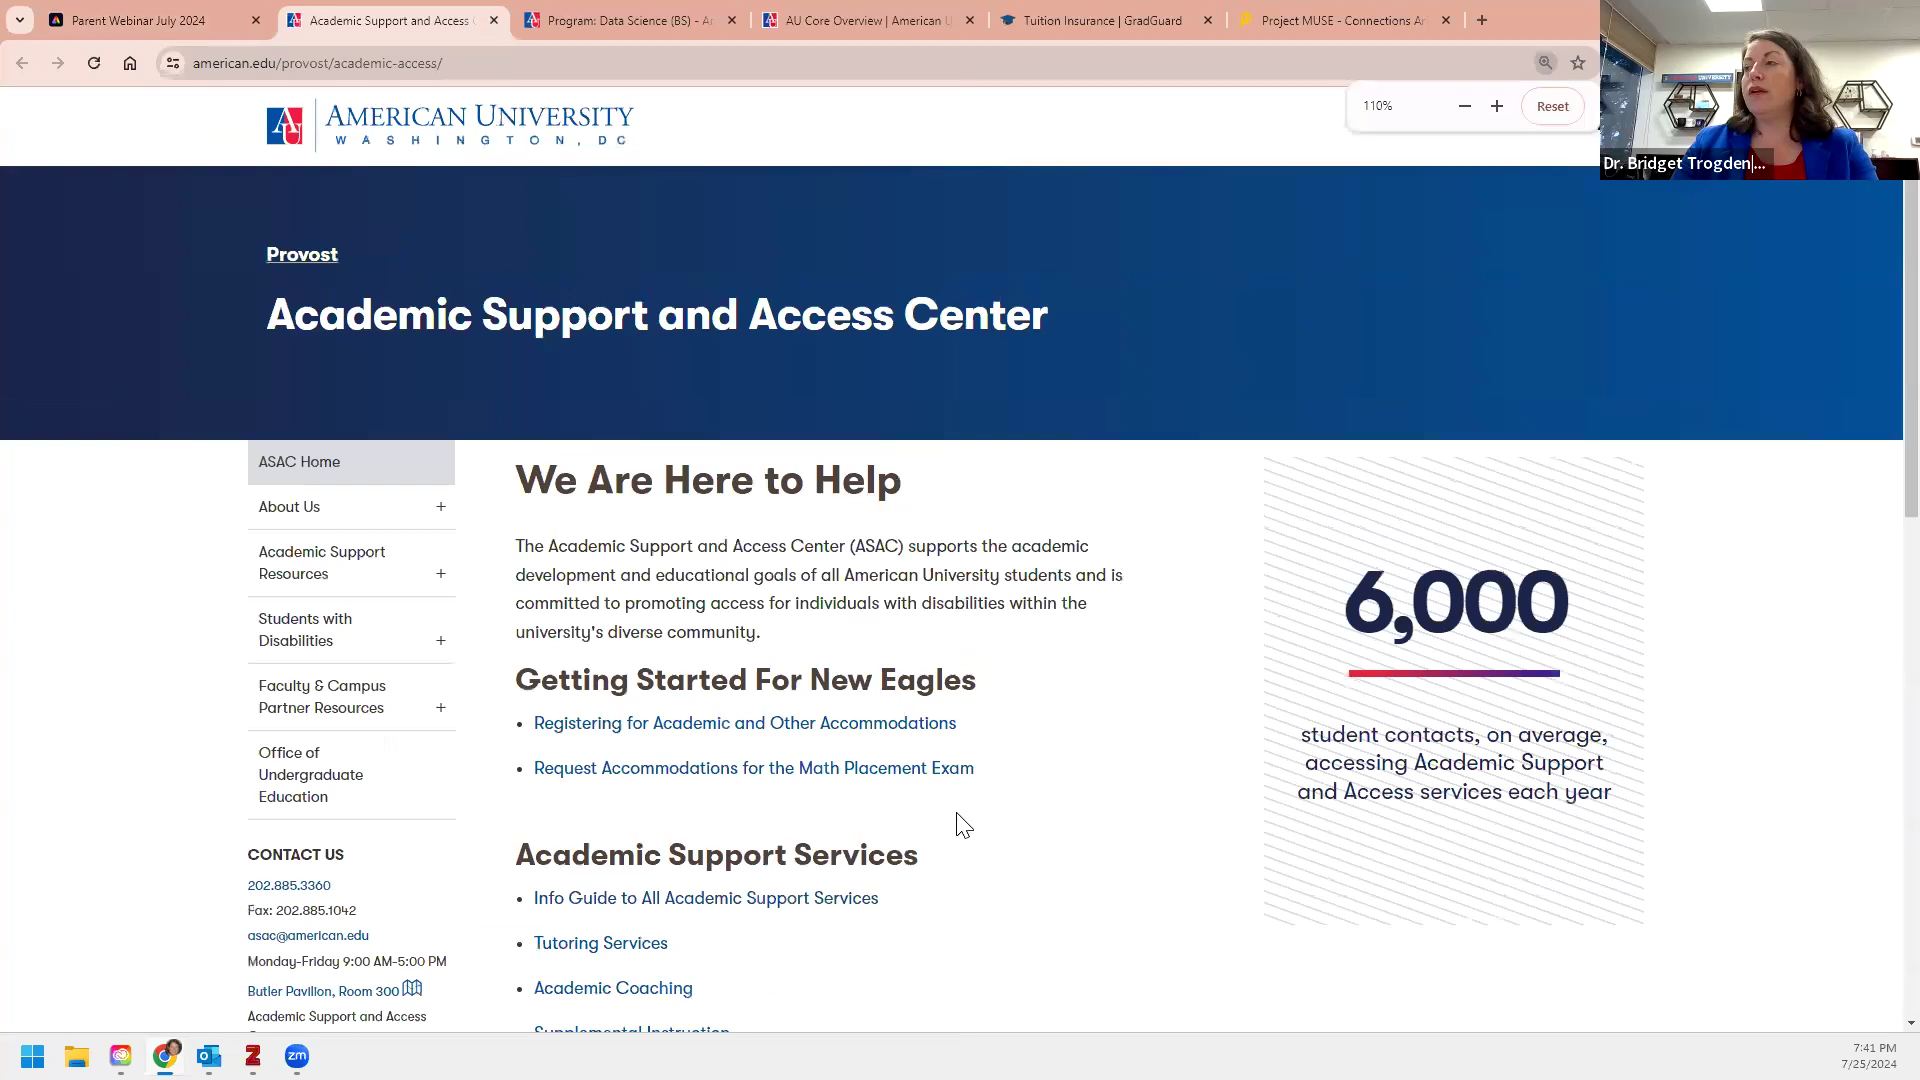 Parent Webinar July 2024
Academic Support and Access
Program: Data Science (BS) - A
AU Core Overview | American U
Tuition Insurance | GradGuard
Project MUSE - Connections Ar
american.edu/provost/academic-access/
110%
Reset
AU
AMERICAN UNIVERSITY
WASHINGTON, DC
Dr. Bridget Trogden|...
Provost
Academic Support and Access Center
ASAC Home
About Us +
Academic Support
Resources +
Students with
Disabilities +
Faculty & Campus
Partner Resources +
Office of
Undergraduate
Education
CONTACT US
202.885.3360
Fax: 202.885.1042
asac@american.edu
Monday-Friday 9:00 AM-5:00 PM
Butler Pavilion, Room 300
Academic Support and Access
We Are Here to Help
The Academic Support and Access Center (ASAC) supports the academic
development and educational goals of all American University students and is
committed to promoting access for individuals with disabilities within the
university's diverse community.
Getting Started For New Eagles
• Registering for Academic and Other Accommodations
• Request Accommodations for the Math Placement Exam
Academic Support Services
• Info Guide to All Academic Support Services
• Tutoring Services
• Academic Coaching
Supplemental Instruction
6,000
student contacts, on average,
accessing Academic Support
and Access services each year
zm
7:41 PM
7/25/2024